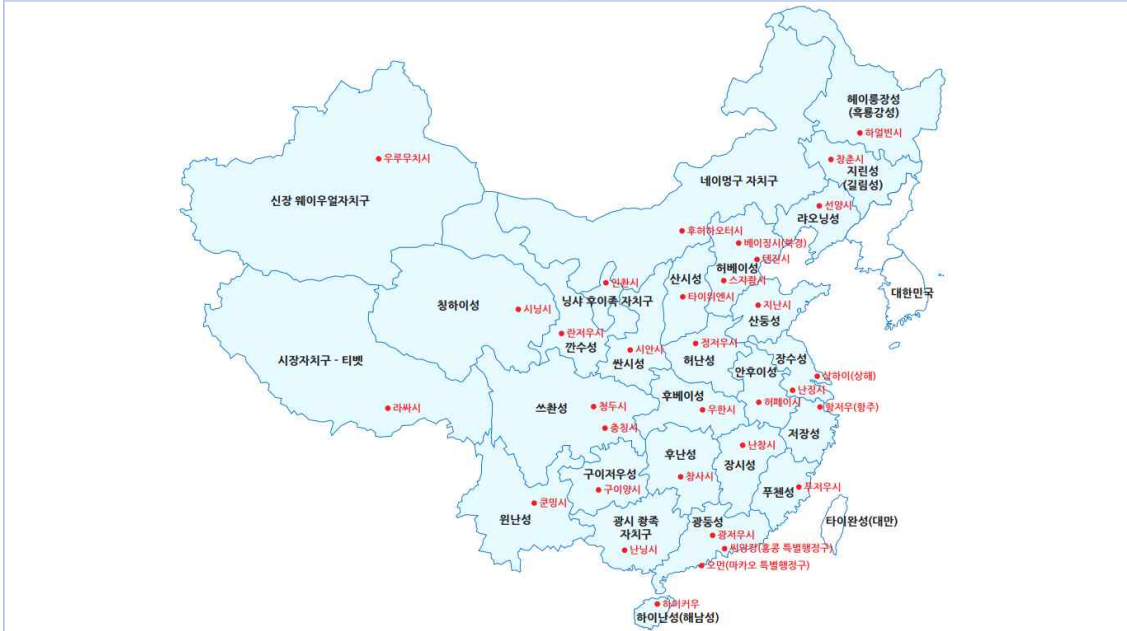 헤이룽장성
(흑룡강성)
하얼빈시
창춘시
지린성
(길림성)
우루무치시
네이멍구 자치구
신장 웨이우얼자치구
선양시
랴오닝성
후허하오터시
베이징시(북경)
텐진시
허베이성
산시성
스자좡시
인촨시
대한민국
닝샤 후이족 자치구
타이위엔시
칭하이성
시닝시
지난시
산둥성
란저우시
깐수성
정저우시
시안시
싼시성
허난성
장수성
시장자치구 - 티벳
안후이성
상하이(상해)
난징시
후베이성
허페이시
항저우(항주)
쓰촨성
청두시
우한시
라싸시
충칭시
저장성
난창시
후난성
장시성
구이저우성
창사시
구이양시
푸저우시
푸첸성
쿤밍시
윈난성
광시 좡족
자치구
광둥성
타이완성(대만)
광저우시
난닝시
씨앙강(홍콩 특별행정구)
오먼(마카오 특별행정구)
하이커우
하이난성(해남성)